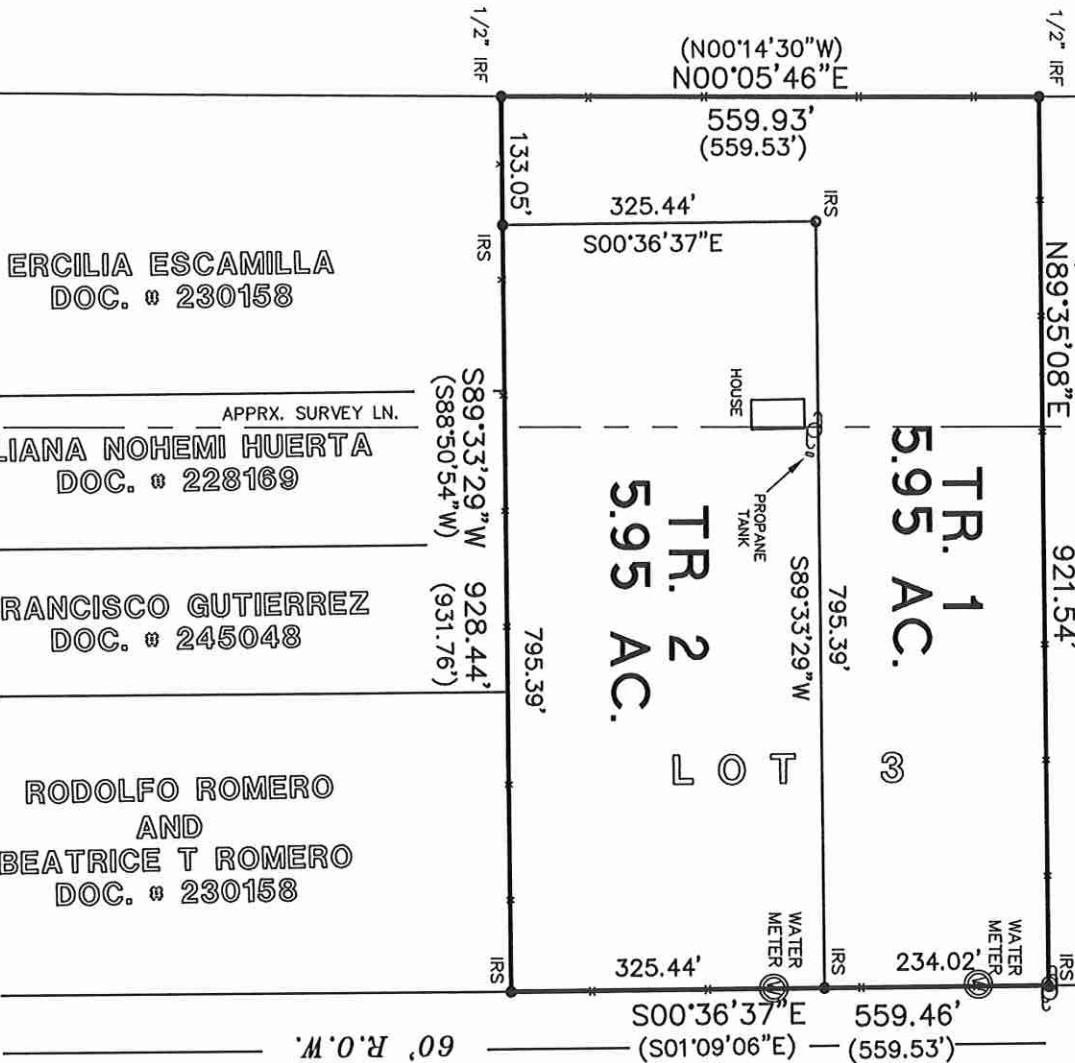 1/2" IRF
1/2" IRF
(N00°14'30"W)
N00°05'46"E
559.93'
(559.53')
133.05'
IRS
325.44'
S00°36'37"E
IRS
N89°35'08"E
921.54'
ERCILIA ESCAMILLA
DOC. # 230158
APPRX. SURVEY LN.
LIANA NOHEMI HUERTA
DOC. # 228169
S89°33'29"W 928.44'
(S88°50'54"W) (931.76')
HOUSE
PROPANE
TANK
TR. 1
5.95 AC.
TR. 2
5.95 AC.
S89°33'29"W
795.39'
795.39'
RANCISCO GUTIERREZ
DOC. # 245048
LOT 3
RODOLFO ROMERO
AND
BEATRICE T ROMERO
DOC. # 230158
WATER
METER
W
WATER
METER
W
IRS
325.44'
IRS
234.02'
IRS
S00°36'37"E 559.46'
(S01°09'06"E) (559.53')
60' R.O.W.